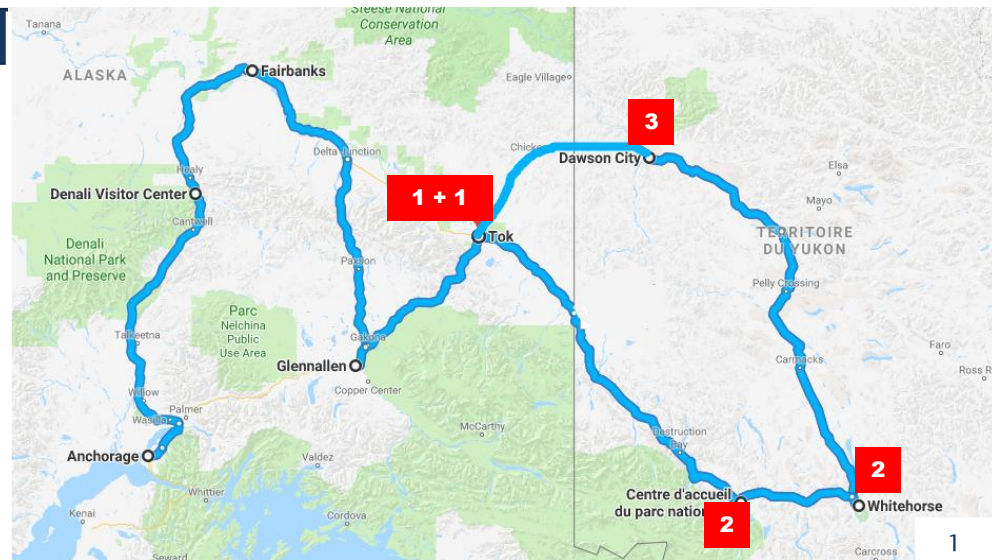 Tanana
Steese National
Conservation
Area
ALASKA
Fairbanks
Eagle Village
3
Delta Junction
Chicken
Dawson City
Elsa
Healy
Denali Visitor Center
1 + 1
Mayo
Cantwell
Tok
TERRITOIRE
DU YUKON
Denali
National Park
and Preserve
Paxson
Pelly Crossing
Parc
Nelchina
Public
Use Area
Talkeetna
Gakona
Faro
Glennallen
Carmacks
Ross R
Copper Center
Willow
Palmer
Wasilla
McCarthy
Destruction
Bay
Anchorage
Valdez
2
Centre d'accueil
du parc nation
2
Whitehorse
Whittier
Kenai
Cordova
1
Seward
Carcross